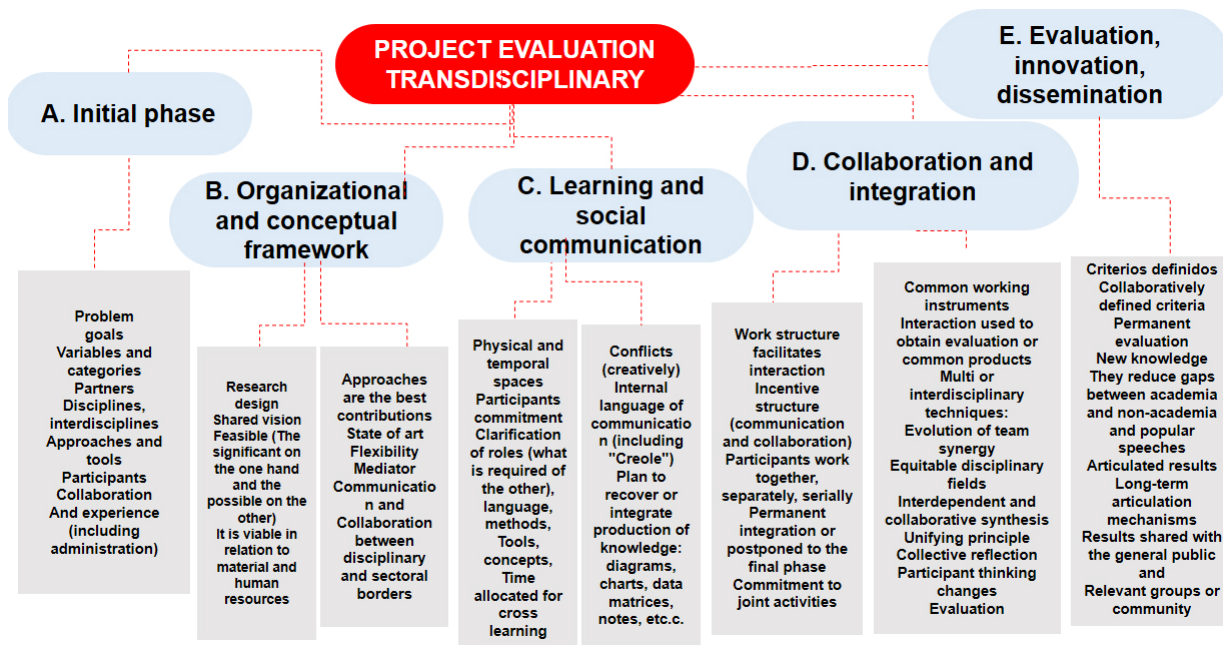 PROJECT EVALUATION
TRANSDISCIPLINARY
A. Initial phase
Problem
goals
Variables and
categories
Partners
Disciplines,
interdisciplines
Approaches and
tools
Participants
Collaboration
And experience
(including
administration)
B. Organizational
and conceptual
framework
Research
design
Shared vision
Feasible (The
significant on
the one hand
and the
possible on the
other)
It is viable in
relation to
material and
human
resources
Approaches
are the best
contributions
State of art
Flexibility
Mediator
Communicatio
n and
Collaboration
between
disciplinary
and sectoral
borders
C. Learning and
social
communication
Physical and
temporal
spaces
Participants
commitment
Clarification
of roles (what
is required of
the other),
language,
methods,
Tools,
concepts,
Time
allocated for
cross
learning
Conflicts
(creatively)
Internal
language of
communicatio
n (including
"Creole")
Plan to
recover or
integrate
production of
knowledge:
diagrams,
charts, data
matrices,
notes, etc.c.
D. Collaboration and
integration
Work structure
facilitates
interaction
Incentive
structure
(communication
and collaboration)
Participants work
together,
separately, serially
Permanent
integration or
postponed to the
final phase
Commitment to
joint activities
Common working
instruments
Interaction used to
obtain evaluation or
common products
Multi or
interdisciplinary
techniques:
Evolution of team
synergy
Equitable disciplinary
fields
Interdependent and
collaborative synthesis
Unifying principle
Collective reflection
Participant thinking
changes
Evaluation
E. Evaluation,
innovation,
dissemination
Criterios definidos
Collaboratively
defined criteria
Permanent
evaluation
New knowledge
They reduce gaps
between academia
and non-academia
and popular
speeches
Articulated results
Long-term
articulation
mechanisms
Results shared with
the general public
and
Relevant groups or
community